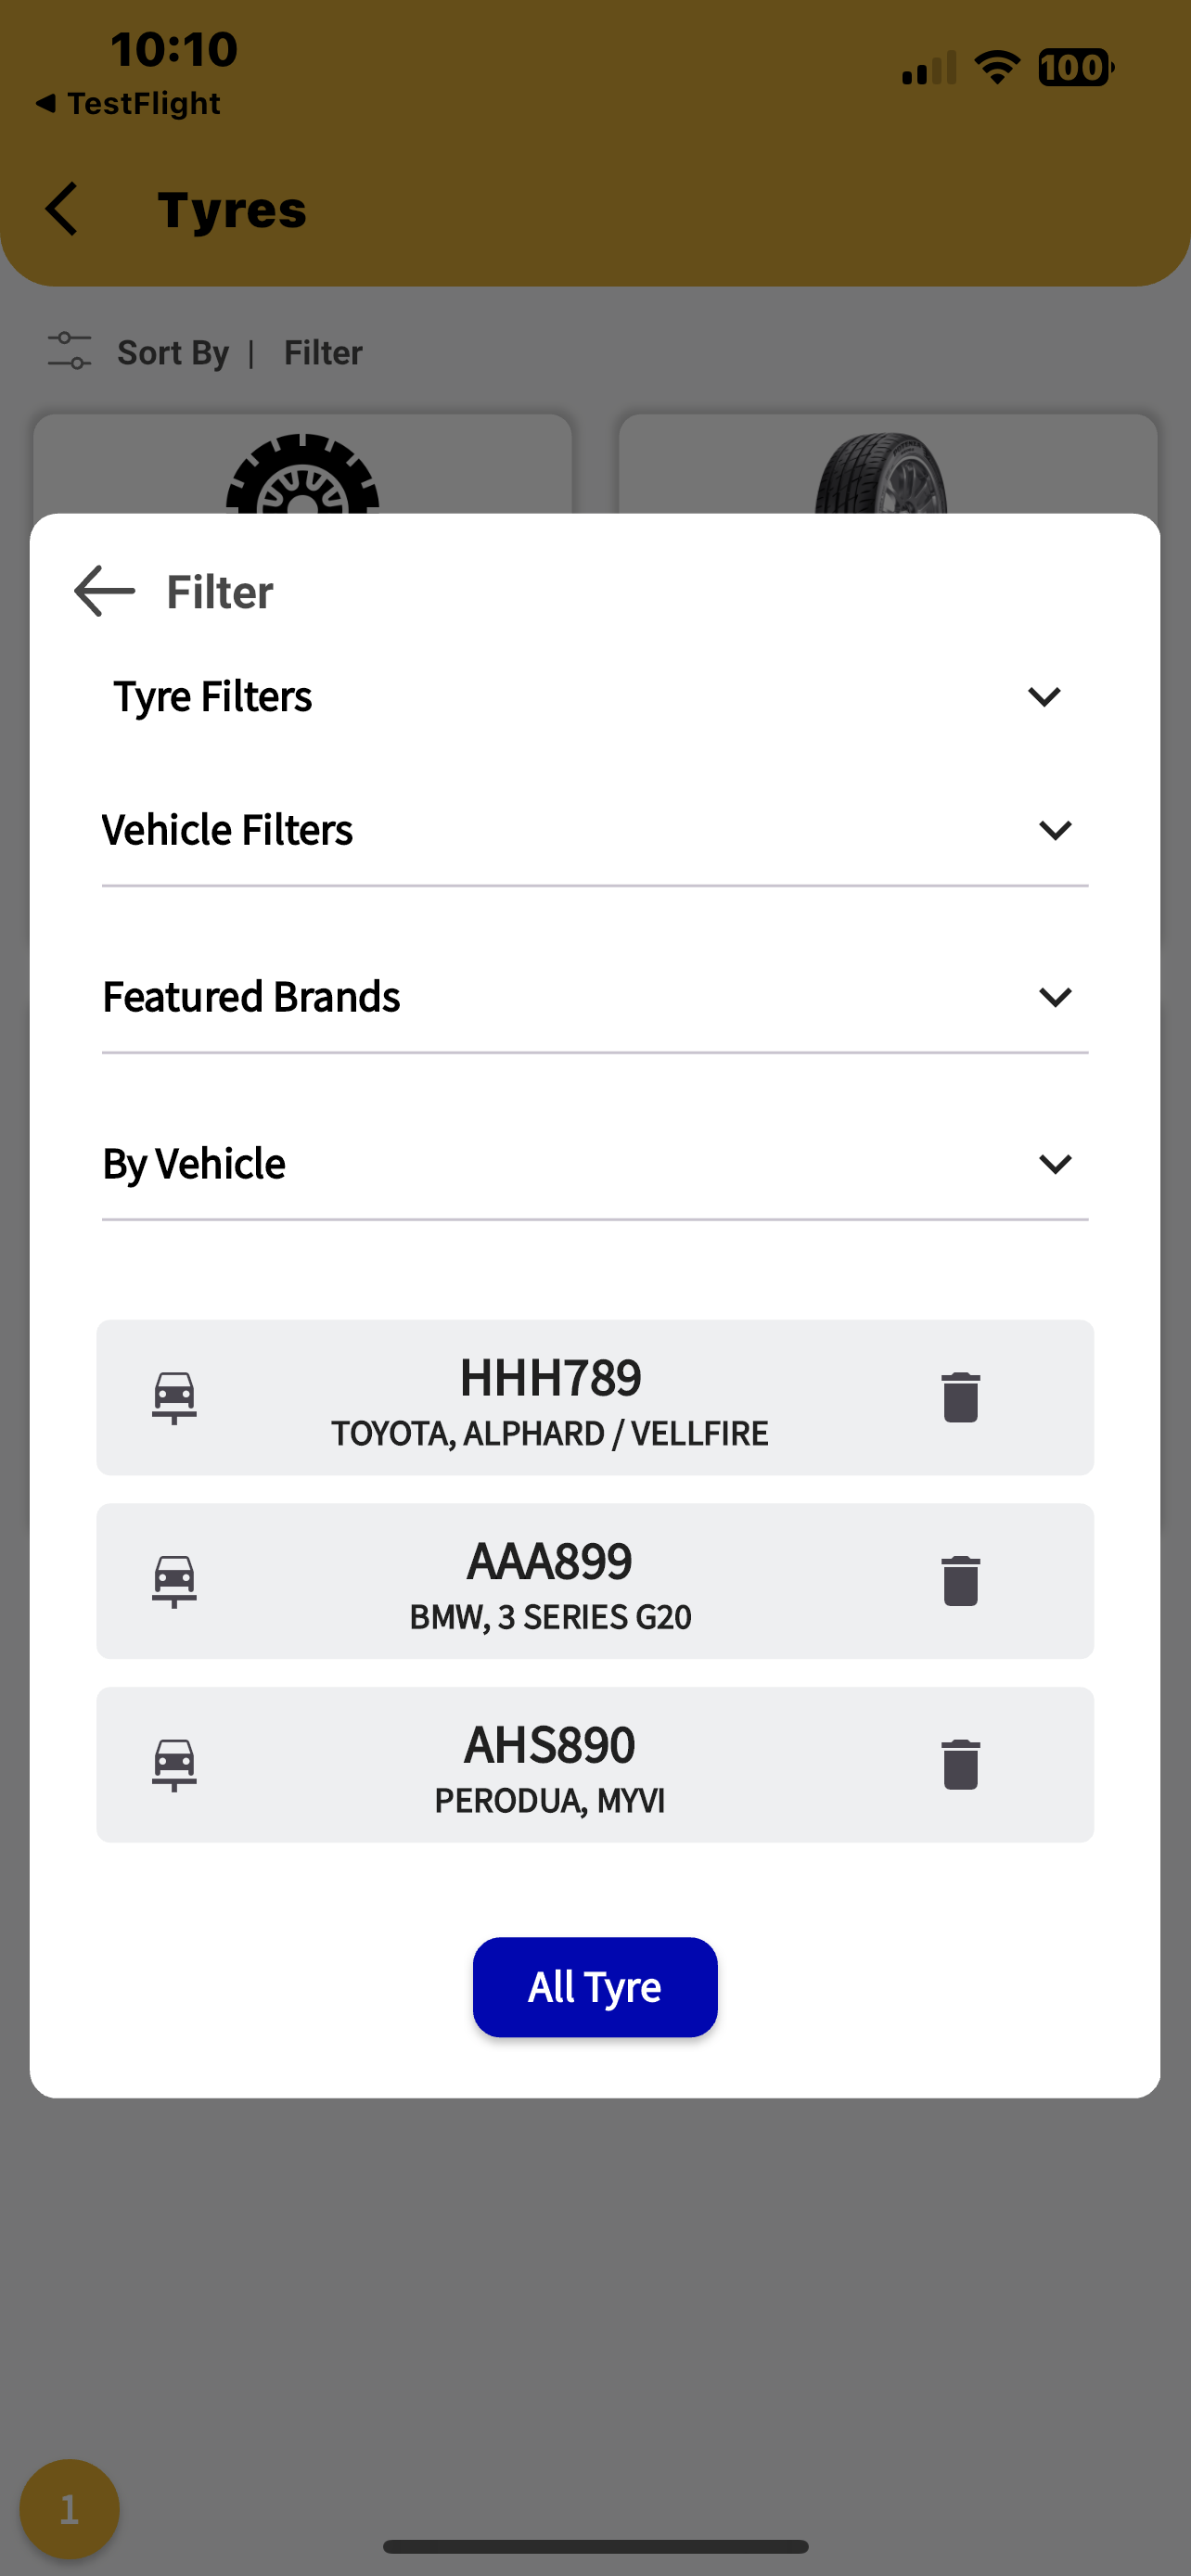 10:10
100
◀ TestFlight
Tyres
Sort By | Filter
Filter
Tyre Filters
Vehicle Filters
Featured Brands
By Vehicle
HHH789
TOYOTA, ALPHARD / VELLFIRE
AAA899
BMW, 3 SERIES G20
AHS890
PERODUA, MYVI
All Tyre
1